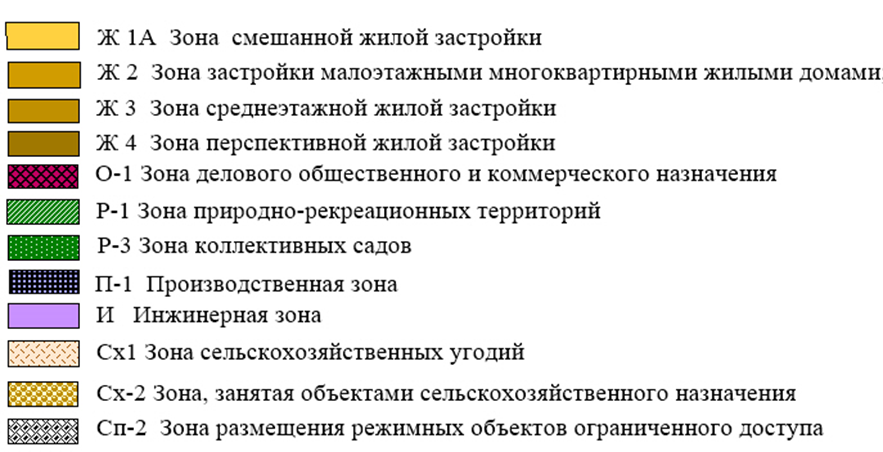 Ж 1А Зона смешанной жилой застройки
Ж 2 Зона застройки малоэтажными многоквартирными жилыми домами;
Ж 3 Зона среднеэтажной жилой застройки
Ж 4 Зона перспективной жилой застройки
О-1 Зона делового общественного и коммерческого назначения
Р-1 Зона природно-рекреационных территорий
Р-3 Зона коллективных садов
П-1 Производственная зона
И Инжинерная зона
Сх1 Зона сельскохозяйственных угодий
Сх-2 Зона, занятая объектами сельскохозяйственного назначения
Сп-2 Зона размещения режимных объектов ограниченного доступа